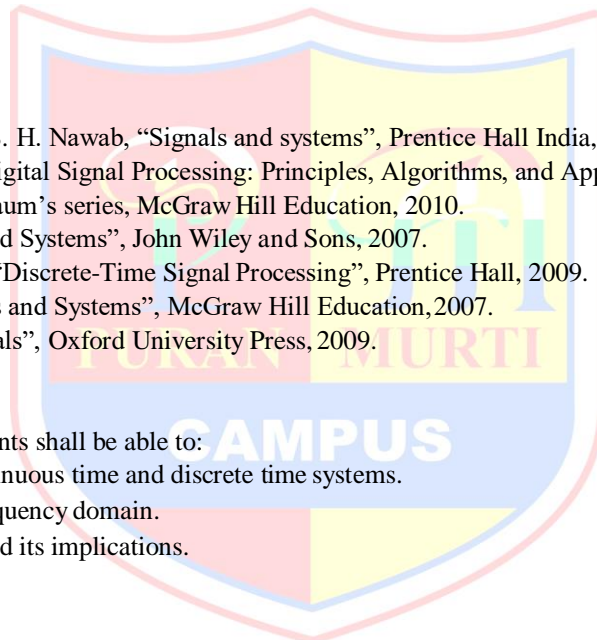 . H. Nawab, “Signals and systems”, Prentice Hall India,
igital Signal Processing: Principles, Algorithms, and App
aum’s series, McGraw Hill Education, 2010.
d Systems”, John Wiley and Sons, 2007.
“Discrete-Time Signal Processing”, Prentice Hall, 2009.
s and Systems”, McGraw Hill Education, 2007.
als”, Oxford University Press, 2009.
PURAN MURTI
CAMPUS
nts shall be able to:
nuous time and discrete time systems.
quency domain.
d its implications.